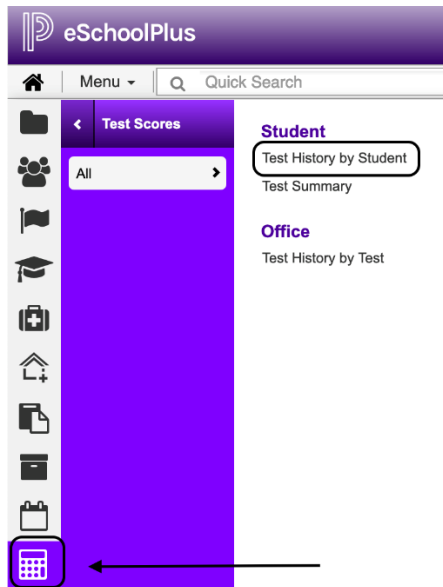 eSchoolPlus
Menu
Quick Search
Test Scores
All
Student
Test History by Student
Test Summary
Office
Test History by Test